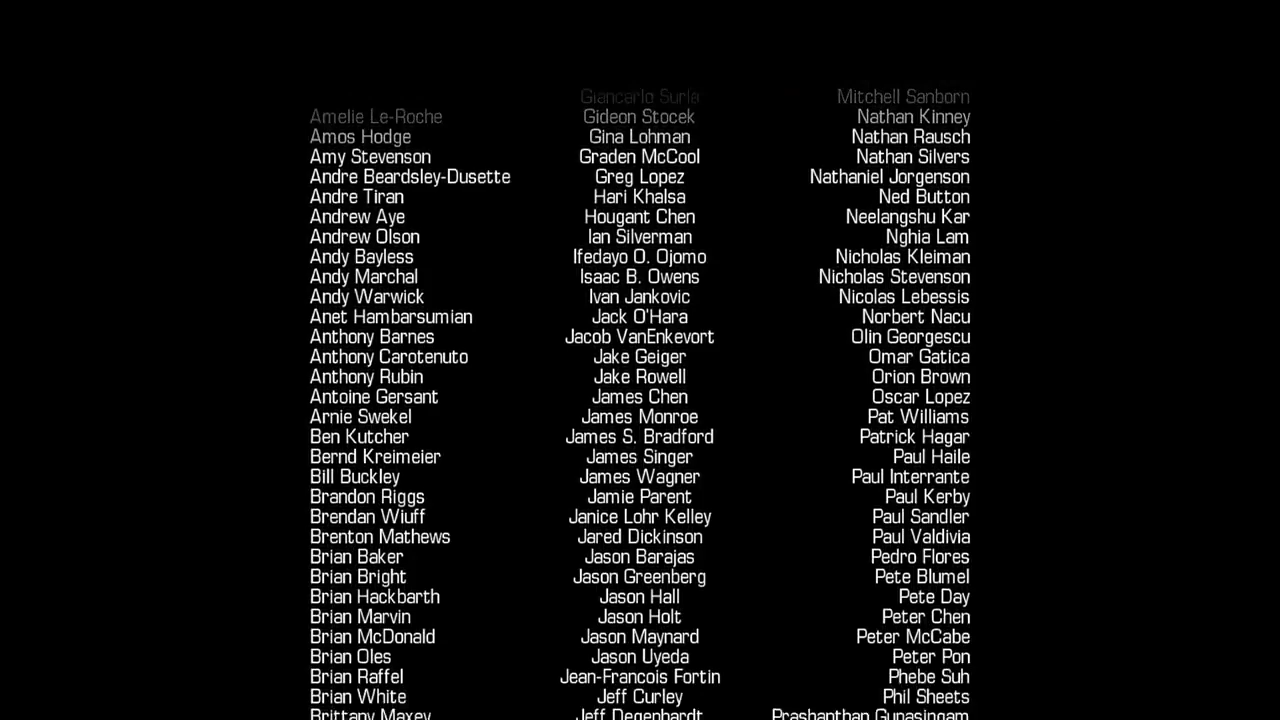 Giancarlo Surla Mitchell Sanborn
Amelie Le-Roche Gideon Stocek Nathan Kinney
Amos Hodge Gina Lohman Nathan Rausch
Amy Stevenson Graden McCool Nathan Silvers
Andre Beardsley-Dusette Greg Lopez Nathaniel Jorgenson
Andre Tiran Hari Khalsa Ned Button
Andrew Aye Hougant Chen Neelangshu Kar
Andrew Olson Ian Silverman Nghia Lam
Andy Bayless Ifedayo O. Ojomo Nicholas Kleiman
Andy Marchal Isaac B. Owens Nicholas Stevenson
Andy Warwick Ivan Jankovic Nicolas Lebessis
Anet Hambarsumian Jack O'Hara Norbert Nacu
Anthony Barnes Jacob VanEnkevort Olin Georgescu
Anthony Carotenuto Jake Geiger Omar Gatica
Anthony Rubin Jake Rowell Orion Brown
Antoine Gersant James Chen Oscar Lopez
Arnie Swekel James Monroe Pat Williams
Ben Kutcher James S. Bradford Patrick Hagar
Bernd Kreimeier James Singer Paul Haile
Bill Buckley James Wagner Paul Interrante
Brandon Riggs Jamie Parent Paul Kerby
Brendan Wiuff Janice Lohr Kelley Paul Sandler
Brenton Mathews Jared Dickinson Paul Valdivia
Brian Baker Jason Barajas Pedro Flores
Brian Bright Jason Greenberg Pete Blumel
Brian Hackbarth Jason Hall Pete Day
Brian Marvin Jason Holt Peter Chen
Brian McDonald Jason Maynard Peter McCabe
Brian Oles Jason Uyeda Peter Pon
Brian Raffel Jean-Francois Fortin Phebe Suh
Brian White Jeff Curley Phil Sheets
Brittany Maxey Jeff Degenhardt Prashanthan Gunasingam